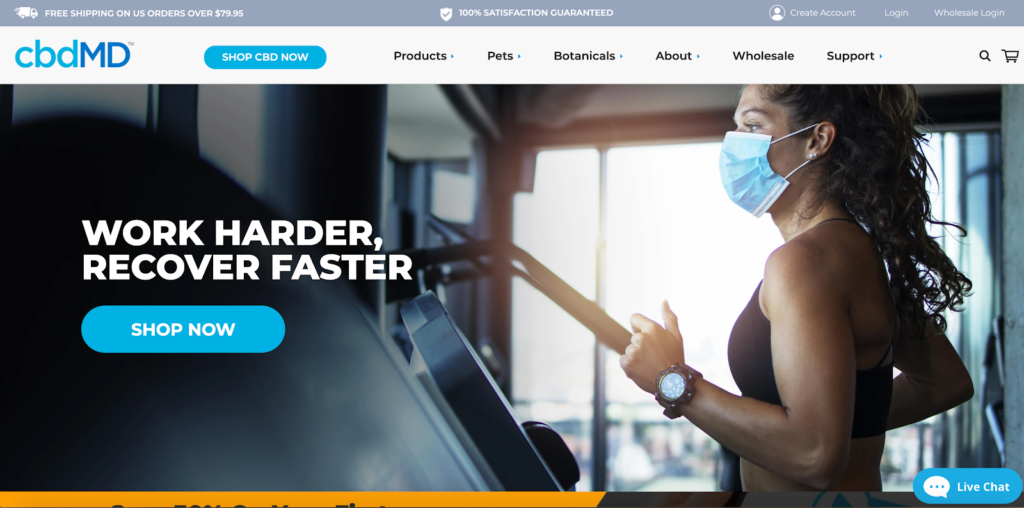 FREE SHIPPING ON US ORDERS OVER $79.95
100% SATISFACTION GUARANTEED
Create Account
Login
Wholesale Login
cbdMD™
SHOP CBD NOW
Products
Pets
Botanicals
About
Wholesale
Support
WORK HARDER,
RECOVER FASTER
SHOP NOW
Live Chat